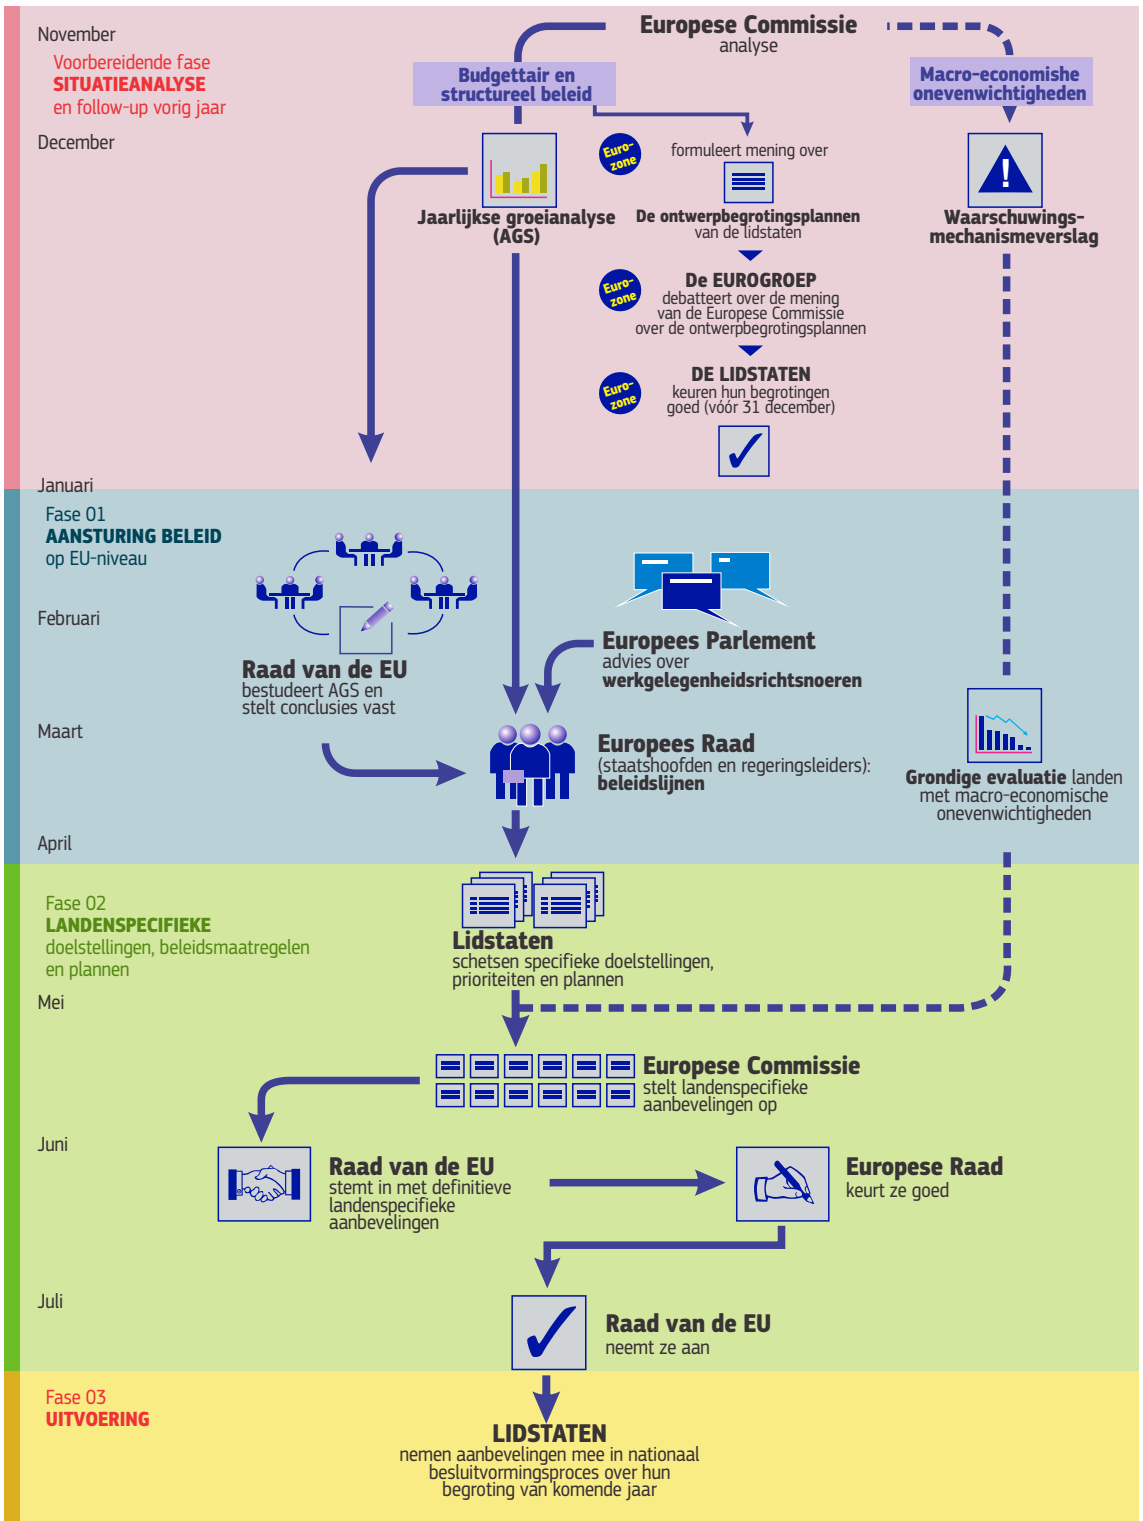 Europese Commissie
analyse
November
Voorbereidende fase
SITUATIEANALYSE
en follow-up vorig jaar
Budgettair en
structureel beleid
Macro-economishe
onevenwichtigheden
December
Euro-
zone
formuleert mening over
De ontwerpbegrotingsplannen
van de lidstaten
Jaarlijkse groeianalyse
(AGS)
!
Waarschuwings-
mechanismeverslag
Euro-
zone
De EUROGROEP
debatteert over de mening
van de Europese Commissie
over de ontwerpbegrotingsplannen
Euro-
zone
DE LIDSTATEN
keuren hun begrotingen
goed (vóór 31 december)
Januari
Fase 01
AANSTURING BELEID
op EU-niveau
Februari
Raad van de EU
bestudeert AGS en
stelt conclusies vast
Europees Parlement
advies over
werkgelegenheidsrichtsnoeren
Maart
Europees Raad
(staatshoofden en regeringsleiders):
beleidslijnen
Grondige evaluatie landen
met macro-economische
onevenwichtigheden
April
Fase 02
LANDENSPECIFIEKE
doelstellingen, beleidsmaatregelen
en plannen
Lidstaten
schetsen specifieke doelstellingen,
prioriteiten en plannen
Mei
Europese Commissie
stelt landenspecifieke
aanbevelingen op
Juni
Raad van de EU
stemt in met definitieve
landenspecifieke
aanbevelingen
Europese Raad
keurt ze goed
Juli
Raad van de EU
neemt ze aan
Fase 03
UITVOERING
LIDSTATEN
nemen aanbevelingen mee in nationaal
besluitvormingsproces over hun
begroting van komende jaar